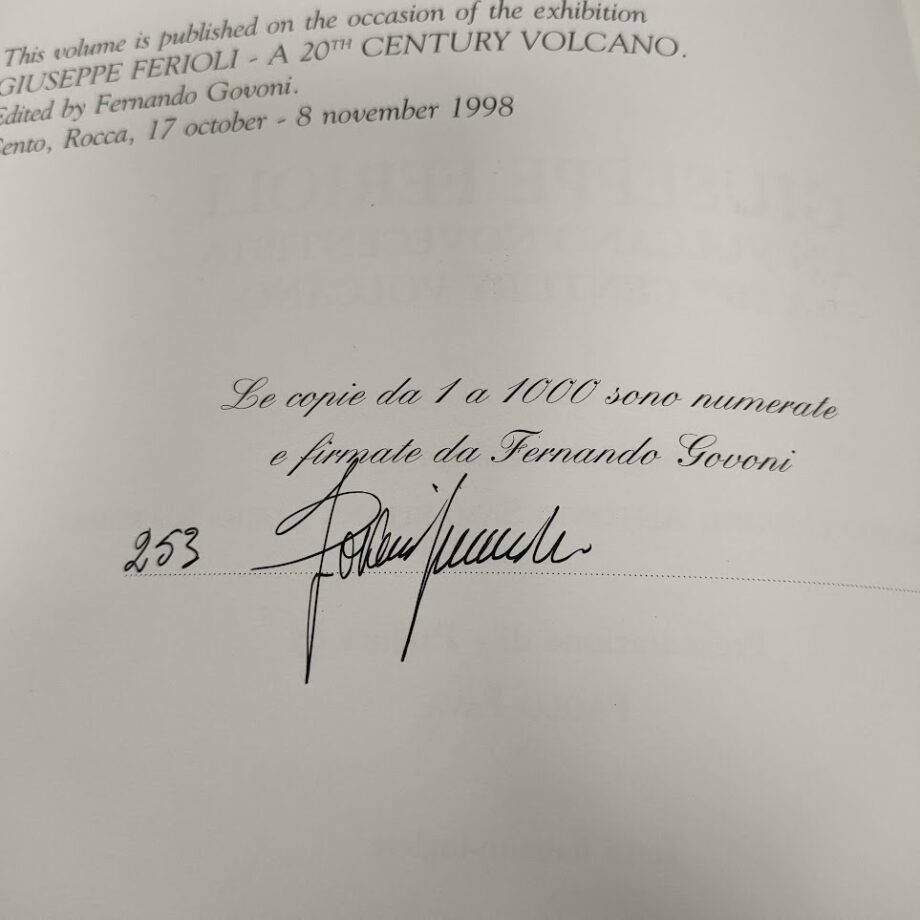 This volume is published on the occasion of the exhibition
GIUSEPPE FERIOLI - A 20TH CENTURY VOLCANO.
Edited by Fernando Govoni.
Cento, Rocca, 17 october - 8 november 1998
Le copie da 1 a 1000 sono numerate
e firmate da Fernando Govoni
253